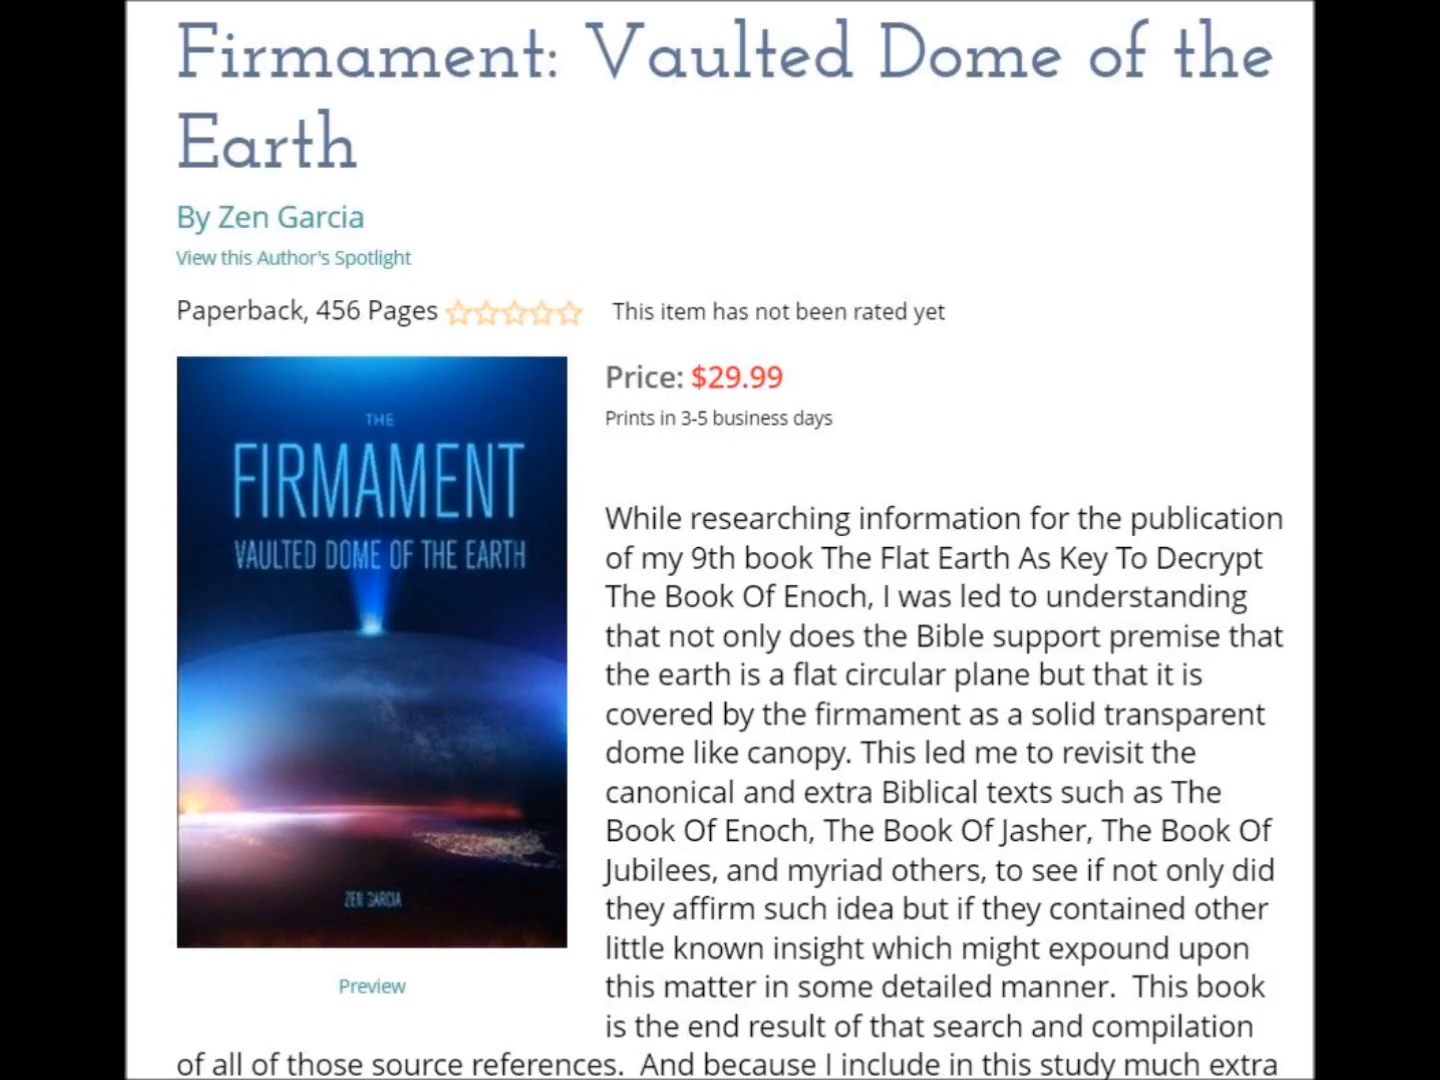 Firmament: Vaulted Dome of the
Earth
By Zen Garcia
View this Author's Spotlight
Paperback, 456 Pages
This item has not been rated yet
THE
FIRMAMENT
VAULTED DOME OF THE EARTH
ZEN GARCIA
Preview
Price: $29.99
Prints in 3-5 business days
While researching information for the publication
of my 9th book The Flat Earth As Key To Decrypt
The Book Of Enoch, I was led to understanding
that not only does the Bible support premise that
the earth is a flat circular plane but that it is
covered by the firmament as a solid transparent
dome like canopy. This led me to revisit the
canonical and extra Biblical texts such as The
Book Of Enoch, The Book Of Jasher, The Book Of
Jubilees, and myriad others, to see if not only did
they affirm such idea but if they contained other
little known insight which might expound upon
this matter in some detailed manner.  This book
is the end result of that search and compilation
of all of those source references.  And because I include in this study much extra